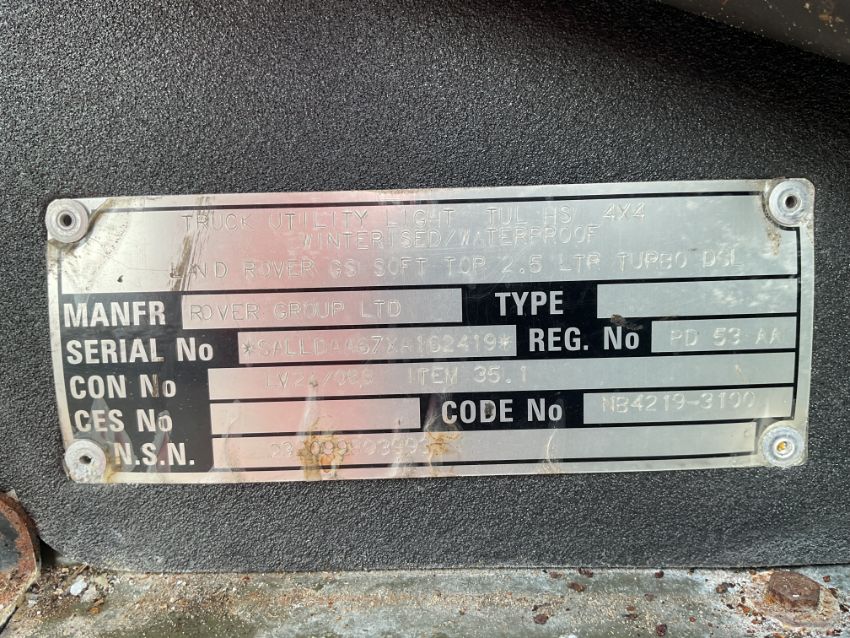 TRUCK UTILITY LIGHT TUL HS 4X4
WINTERISED/WATERPROOF
LAND ROVER GS SOFT TOP 2.5 LTR TURBO DSL
MANFR ROVER GROUP LTD TYPE
SERIAL No REG. No PD 53 AA
CON No ITEM 35.1
CES No CODE No NB4219-3100
N.S.N.